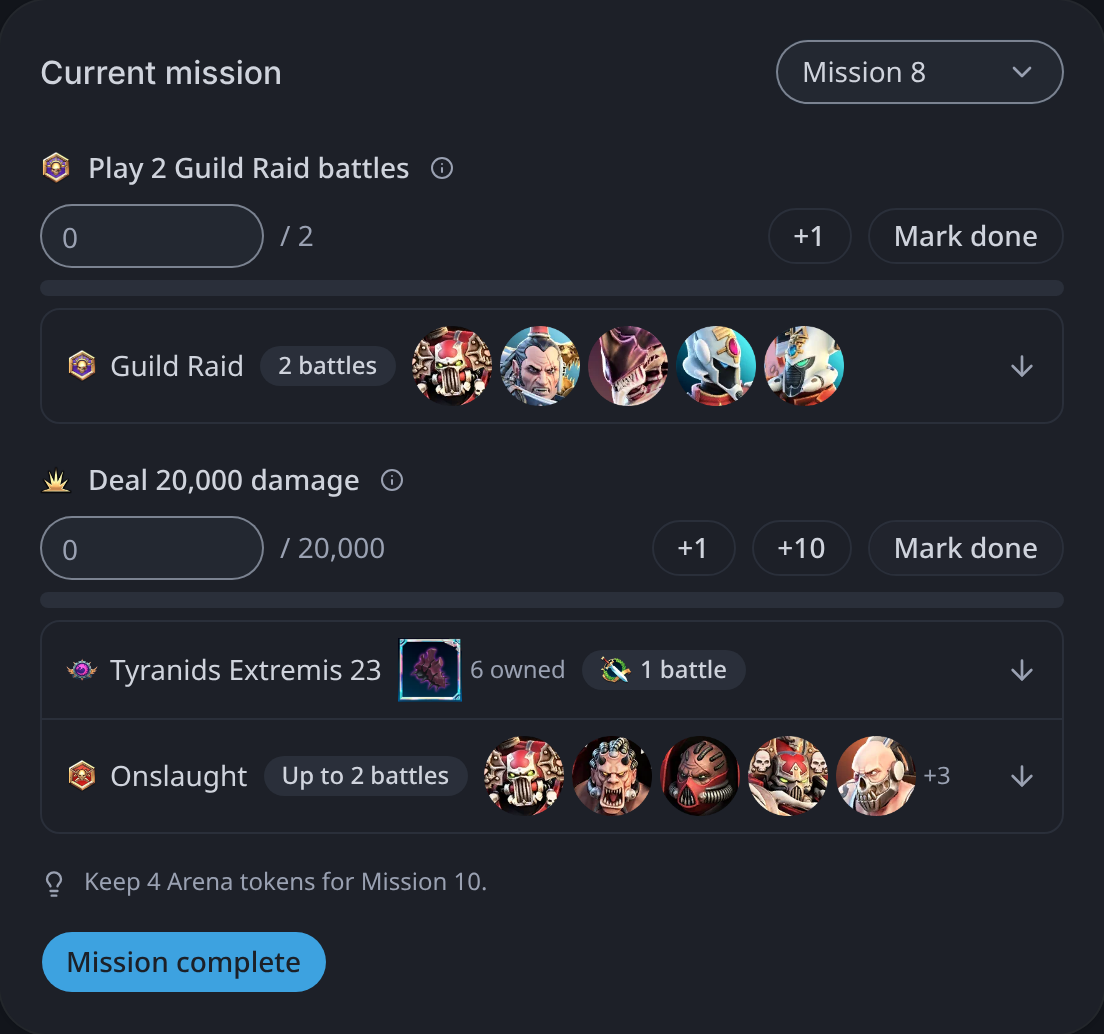 Current mission
Mission 8
Play 2 Guild Raid battles
0 / 2 +1 Mark done
Guild Raid 2 battles
Deal 20,000 damage
0 / 20,000 +1 +10 Mark done
Tyranids Extremis 23 6 owned 1 battle
Onslaught Up to 2 battles +3
Keep 4 Arena tokens for Mission 10.
Mission complete